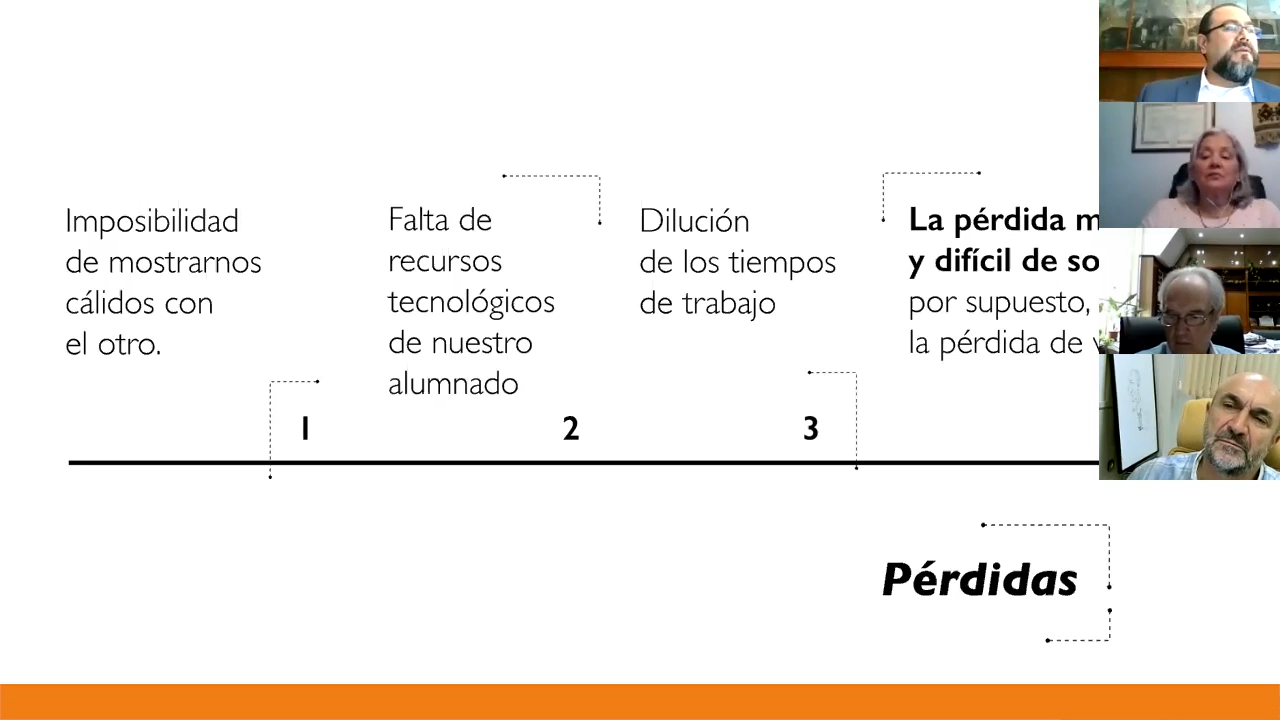 Imposibilidad
de mostrarnos
cálidos con
el otro.
1
Falta de
recursos
tecnológicos
de nuestro
alumnado
2
Dilución
de los tiempos
de trabajo
3
La pérdida
y difícil de
por supuesto,
la pérdida de
Pérdidas